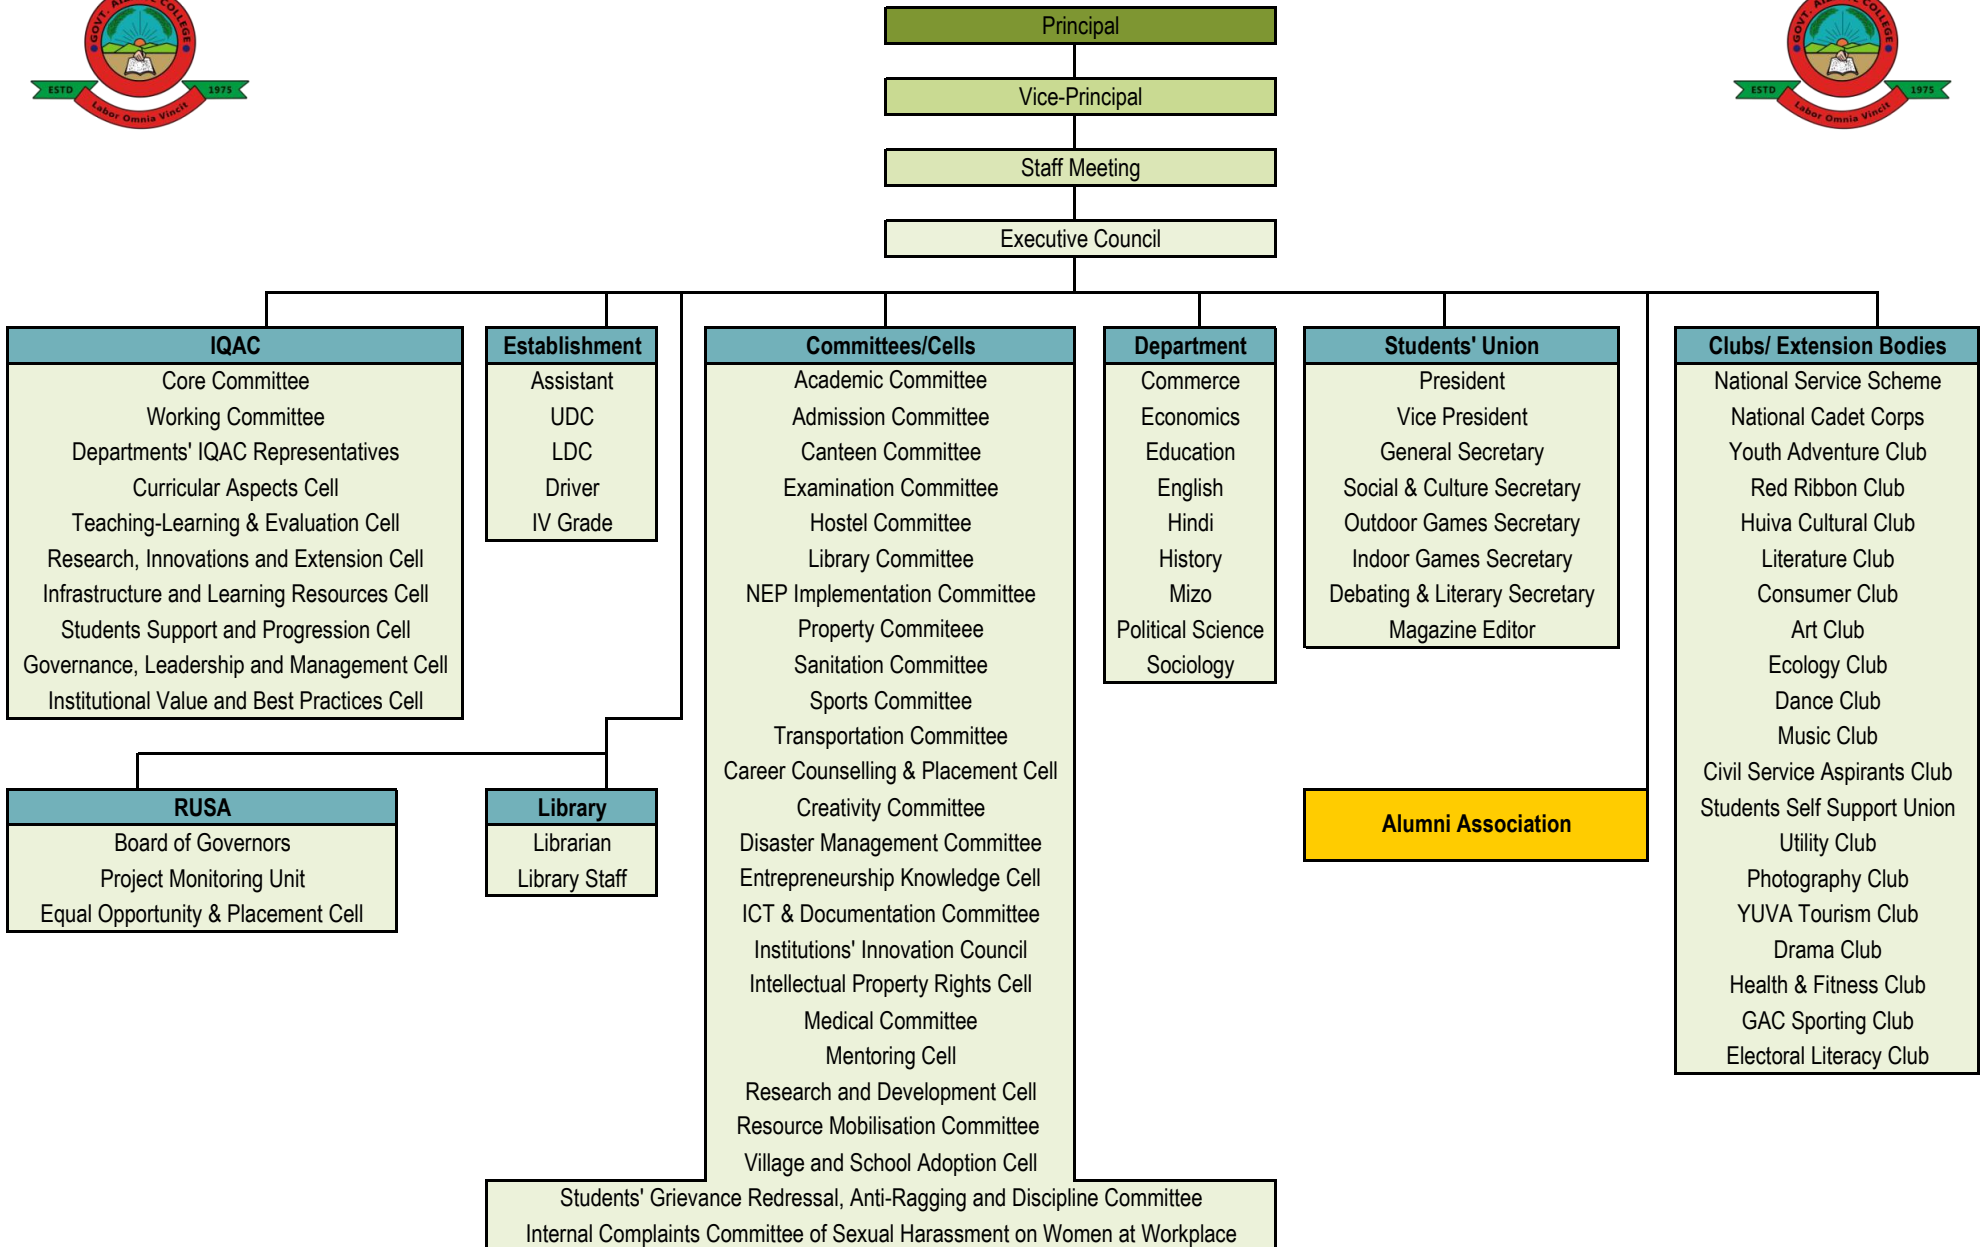 GOVT. AI
E COLLEGE
ESTD
1975
Labor Omnia Vincit
GOVT. AI
E COLLEGE
ESTD
1975
Labor Omnia Vincit
Principal
Vice-Principal
Staff Meeting
Executive Council
IQAC
Core Committee
Working Committee
Departments' IQAC Representatives
Curricular Aspects Cell
Teaching-Learning & Evaluation Cell
Research, Innovations and Extension Cell
Infrastructure and Learning Resources Cell
Students Support and Progression Cell
Governance, Leadership and Management Cell
Institutional Value and Best Practices Cell
Establishment
Assistant
UDC
LDC
Driver
IV Grade
Committees/Cells
Academic Committee
Admission Committee
Canteen Committee
Examination Committee
Hostel Committee
Library Committee
NEP Implementation Committee
Property Commiteee
Sanitation Committee
Sports Committee
Transportation Committee
Career Counselling & Placement Cell
Creativity Committee
Disaster Management Committee
Entrepreneurship Knowledge Cell
ICT & Documentation Committee
Institutions' Innovation Council
Intellectual Property Rights Cell
Medical Committee
Mentoring Cell
Research and Development Cell
Resource Mobilisation Committee
Village and School Adoption Cell
Students' Grievance Redressal, Anti-Ragging and Discipline Committee
Internal Complaints Committee of Sexual Harassment on Women at Workplace
Department
Commerce
Economics
Education
English
Hindi
History
Mizo
Political Science
Sociology
Students' Union
President
Vice President
General Secretary
Social & Culture Secretary
Outdoor Games Secretary
Indoor Games Secretary
Debating & Literary Secretary
Magazine Editor
Clubs/ Extension Bodies
National Service Scheme
National Cadet Corps
Youth Adventure Club
Red Ribbon Club
Huiva Cultural Club
Literature Club
Consumer Club
Art Club
Ecology Club
Dance Club
Music Club
Civil Service Aspirants Club
Students Self Support Union
Utility Club
Photography Club
YUVA Tourism Club
Drama Club
Health & Fitness Club
GAC Sporting Club
Electoral Literacy Club
RUSA
Board of Governors
Project Monitoring Unit
Equal Opportunity & Placement Cell
Library
Librarian
Library Staff
Alumni Association